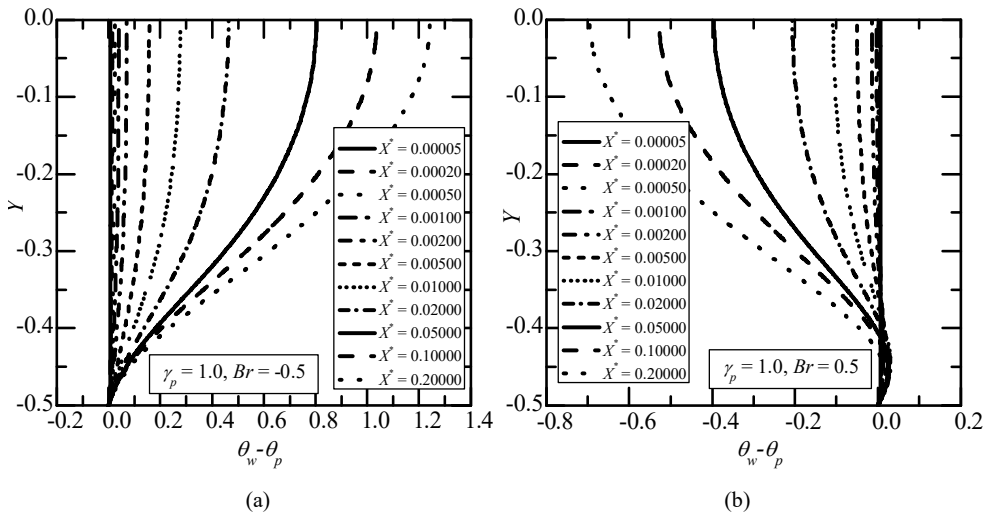 0.0
-0.1
-0.2
-0.3
-0.4
-0.5
Y
X* = 0.00005
X* = 0.00020
X* = 0.00050
X* = 0.00100
X* = 0.00200
X* = 0.00500
X* = 0.01000
X* = 0.02000
X* = 0.05000
X* = 0.10000
X* = 0.20000
γp = 1.0, Br = -0.5
-0.2 0.0 0.2 0.4 0.6 0.8 1.0 1.2 1.4
θw-θp
(a)
0.0
-0.1
-0.2
-0.3
-0.4
-0.5
Y
X* = 0.00005
X* = 0.00020
X* = 0.00050
X* = 0.00100
X* = 0.00200
X* = 0.00500
X* = 0.01000
X* = 0.02000
X* = 0.05000
X* = 0.10000
X* = 0.20000
γp = 1.0, Br = 0.5
-0.8 -0.6 -0.4 -0.2 0.0 0.2
θw-θp
(b)